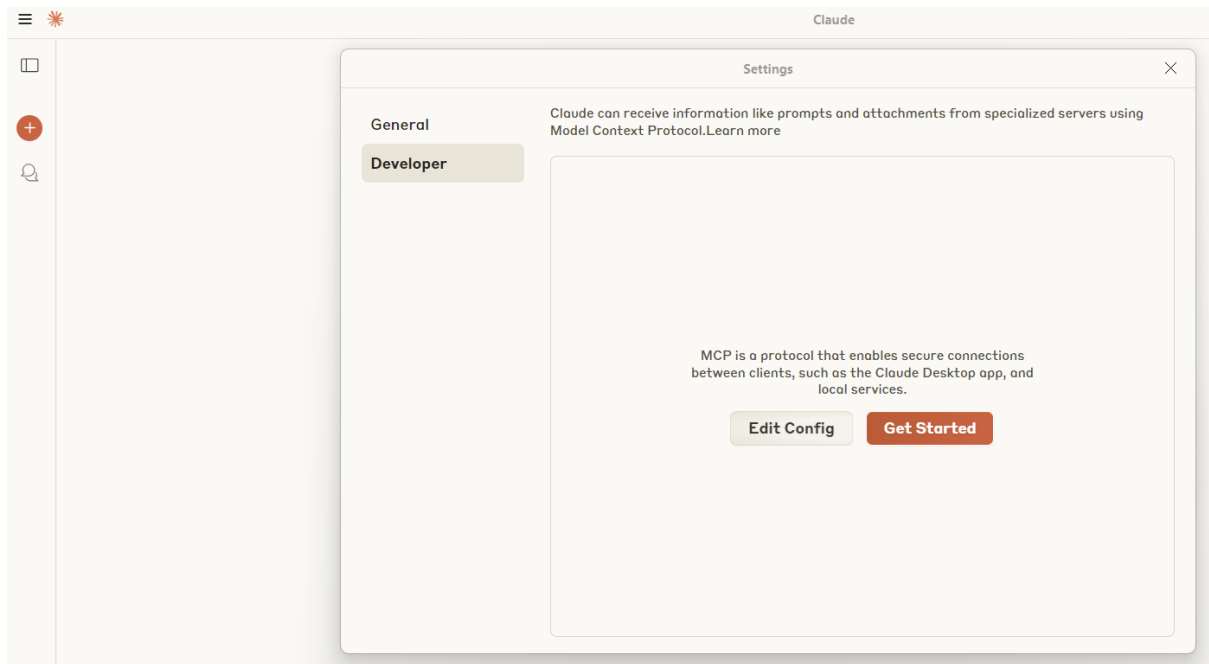 Claude
Settings
General
Developer
Claude can receive information like prompts and attachments from specialized servers using
Model Context Protocol.Learn more
MCP is a protocol that enables secure connections
between clients, such as the Claude Desktop app, and
local services.
Edit Config
Get Started